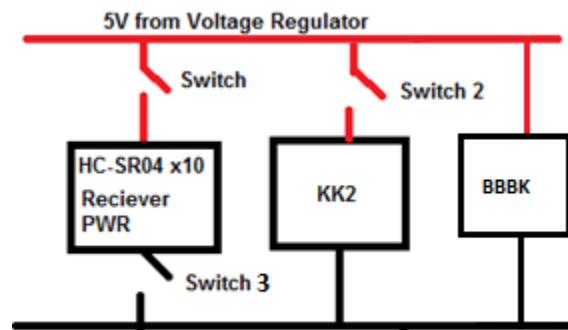 5V from Voltage Regulator
Switch
Switch 2
HC-SR04 x10
Reciever
PWR
KK2
BBBK
Switch 3